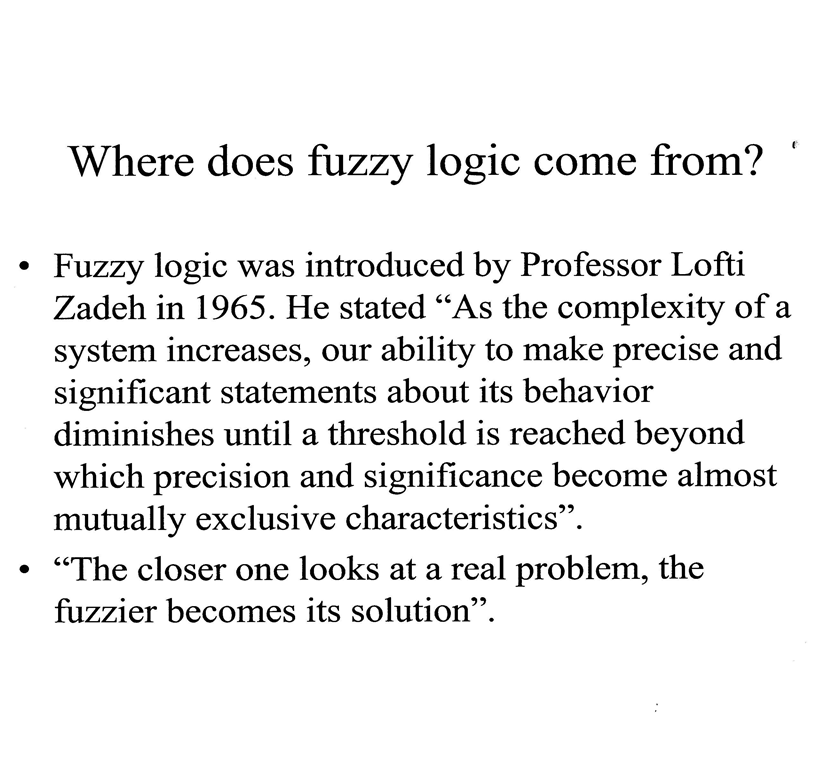 Where does fuzzy logic come from?
• Fuzzy logic was introduced by Professor Lofti
Zadeh in 1965. He stated “As the complexity of a
system increases, our ability to make precise and
significant statements about its behavior
diminishes until a threshold is reached beyond
which precision and significance become almost
mutually exclusive characteristics”.
• “The closer one looks at a real problem, the
fuzzier becomes its solution”.